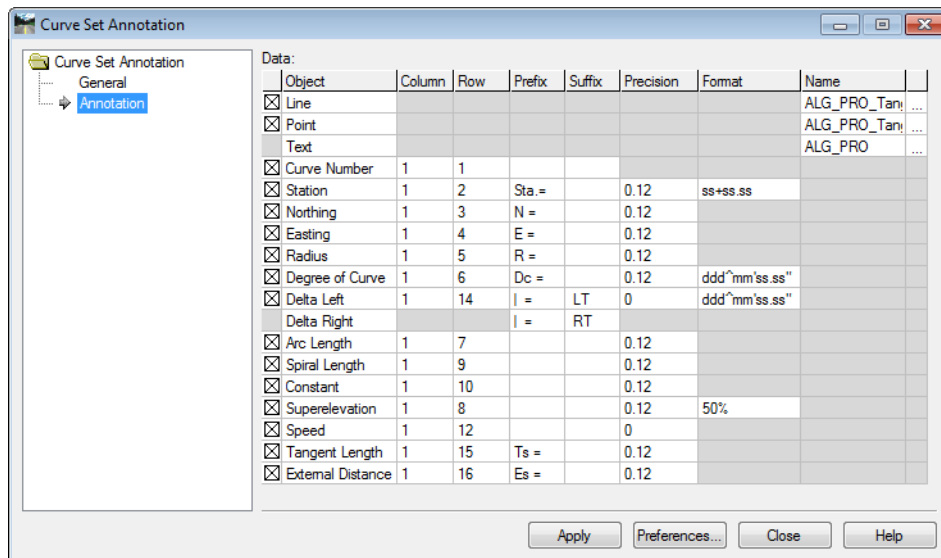 Curve Set Annotation
Curve Set Annotation
General
Annotation
Data:
Object Column Row Prefix Suffix Precision Format Name
Line ALG_PRO_Tan ...
Point ALG_PRO_Tan ...
Text ALG_PRO ...
Curve Number 1 1
Station 1 2 Sta.= 0.12 ss+ss.ss
Northing 1 3 N = 0.12
Easting 1 4 E = 0.12
Radius 1 5 R = 0.12
Degree of Curve 1 6 Dc = 0.12 ddd^mm'ss.ss"
Delta Left 1 14 | = LT 0 ddd^mm'ss.ss"
Delta Right | = RT
Arc Length 1 7 0.12
Spiral Length 1 9 0.12
Constant 1 10 0.12
Superelevation 1 8 0.12 50%
Speed 1 12 0
Tangent Length 1 15 Ts = 0.12
External Distance 1 16 Es = 0.12
Apply Preferences... Close Help